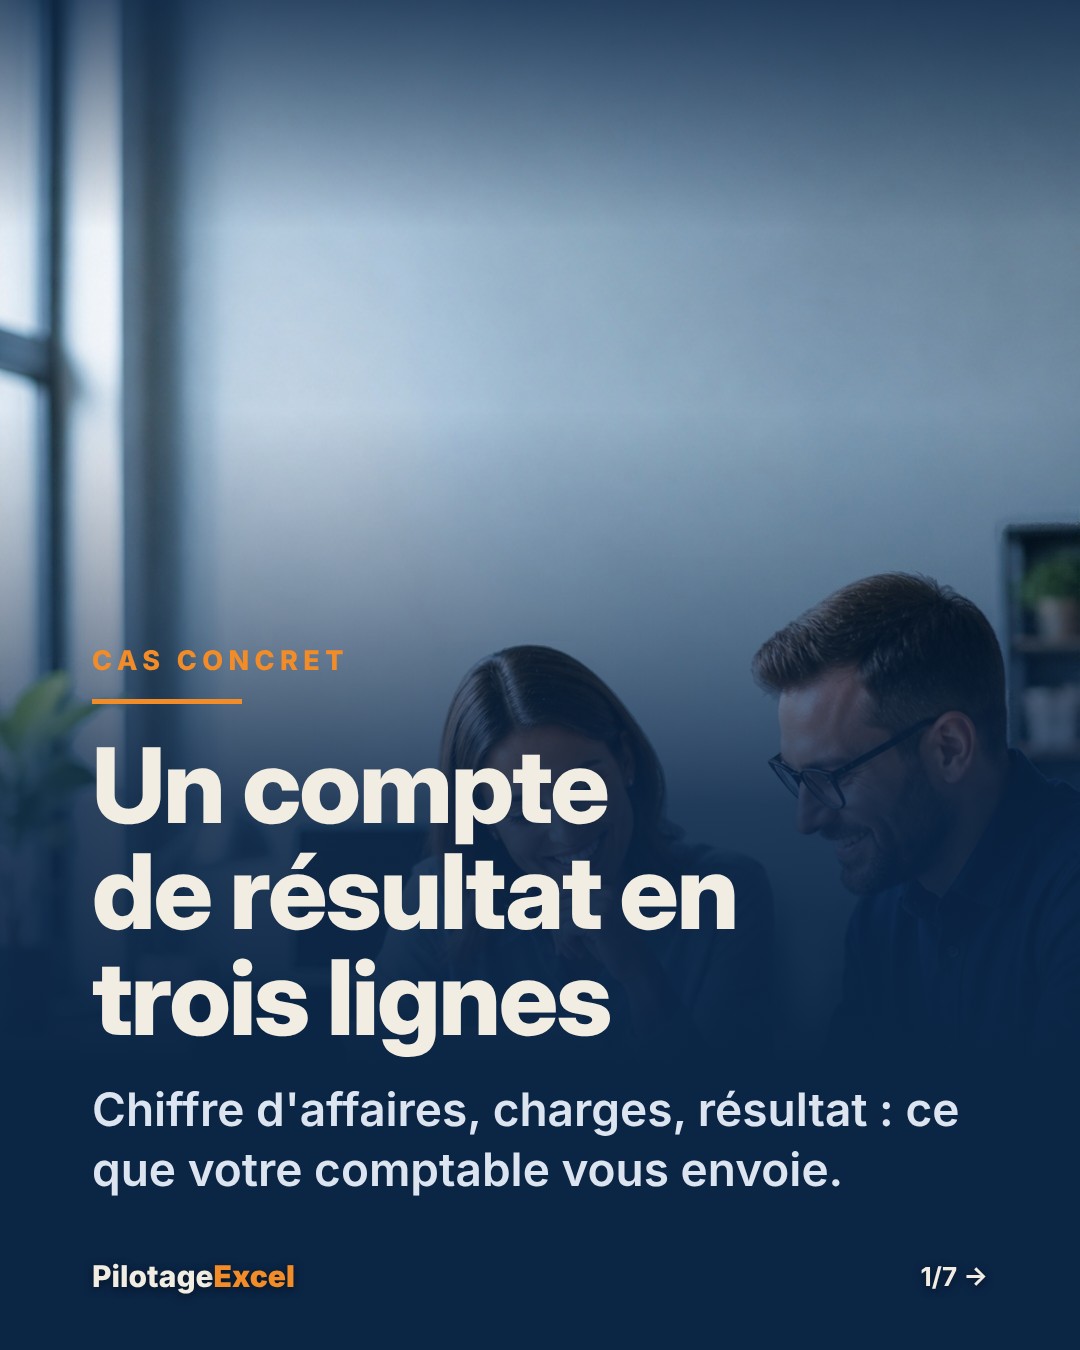 CAS CONCRET
Un compte
de résultat en
trois lignes
Chiffre d'affaires, charges, résultat : ce
que votre comptable vous envoie.
PilotageExcel
1/7 →